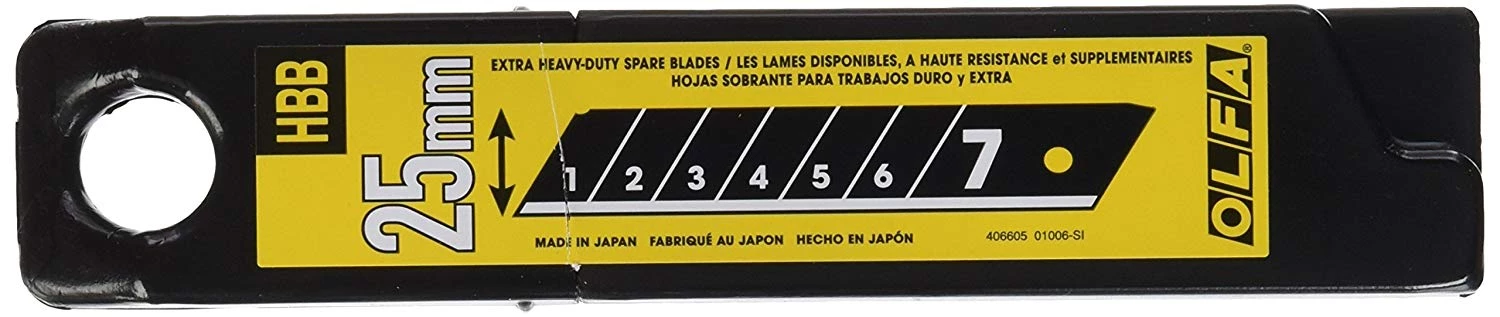 HBB
25mm
EXTRA HEAVY-DUTY SPARE BLADES / LES LAMES DISPONIBLES, A HAUTE RESISTANCE et SUPPLEMENTAIRES
HOJAS SOBRANTE PARA TRABAJOS DURO y EXTRA
1 2 3 4 5 6 7
MADE IN JAPAN FABRIQUÉ AU JAPON HECHO EN JAPÓN
406605 01006-SI
OLFA®